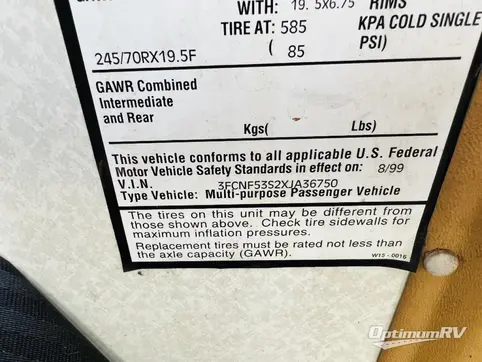 WITH: 19. 5x6.75 RIMS
TIRE AT: 585 KPA COLD SINGLE
245/70RX19.5F ( 85 PSI)
GAWR Combined
Intermediate
and Rear
Kgs( Lbs)
This vehicle conforms to all applicable U.S. Federal
Motor Vehicle Safety Standards in effect on: 8/99
V.I.N. 3FCNF53S2XJA36750
Type Vehicle: Multi-purpose Passenger Vehicle
The tires on this unit may be different from
those shown above. Check tire sidewalls for
maximum inflation pressures.
Replacement tires must be rated not less than
the axle capacity (GAWR). W15-0016
OptimumRV